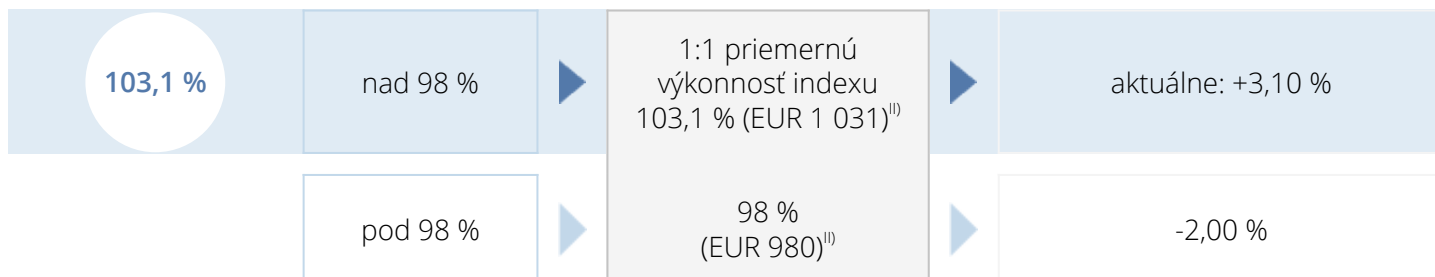 103,1 %
nad 98 %
1:1 priemernú
výkonnosť indexu
103,1 % (EUR 1 031)II)
aktuálne: +3,10 %
pod 98 %
98 %
(EUR 980)II)
-2,00 %